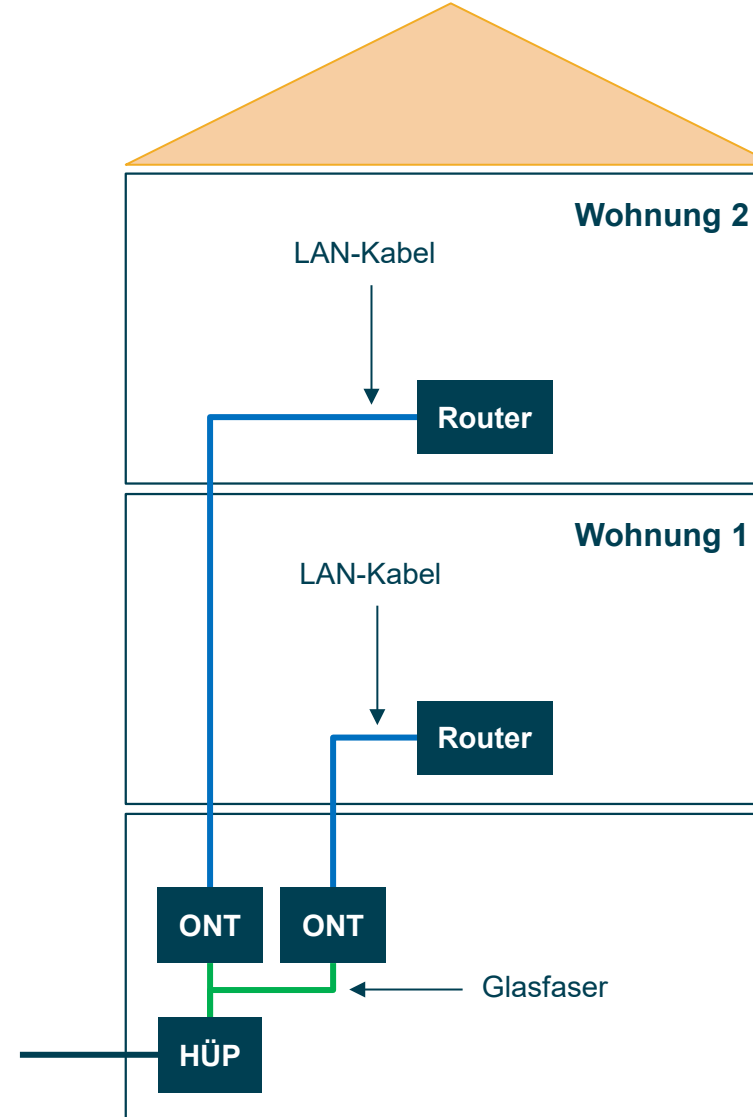 Wohnung 2
LAN-Kabel
Router
Wohnung 1
LAN-Kabel
Router
ONT
ONT
Glasfaser
HÜP